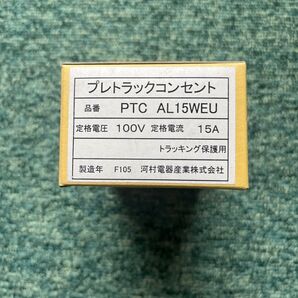 プレトラックコンセント
品番 PTC AL15WEU
定格電圧 100V 定格電流 15A
トラッキング保護用
製造年 F105 河村電器産業株式会社